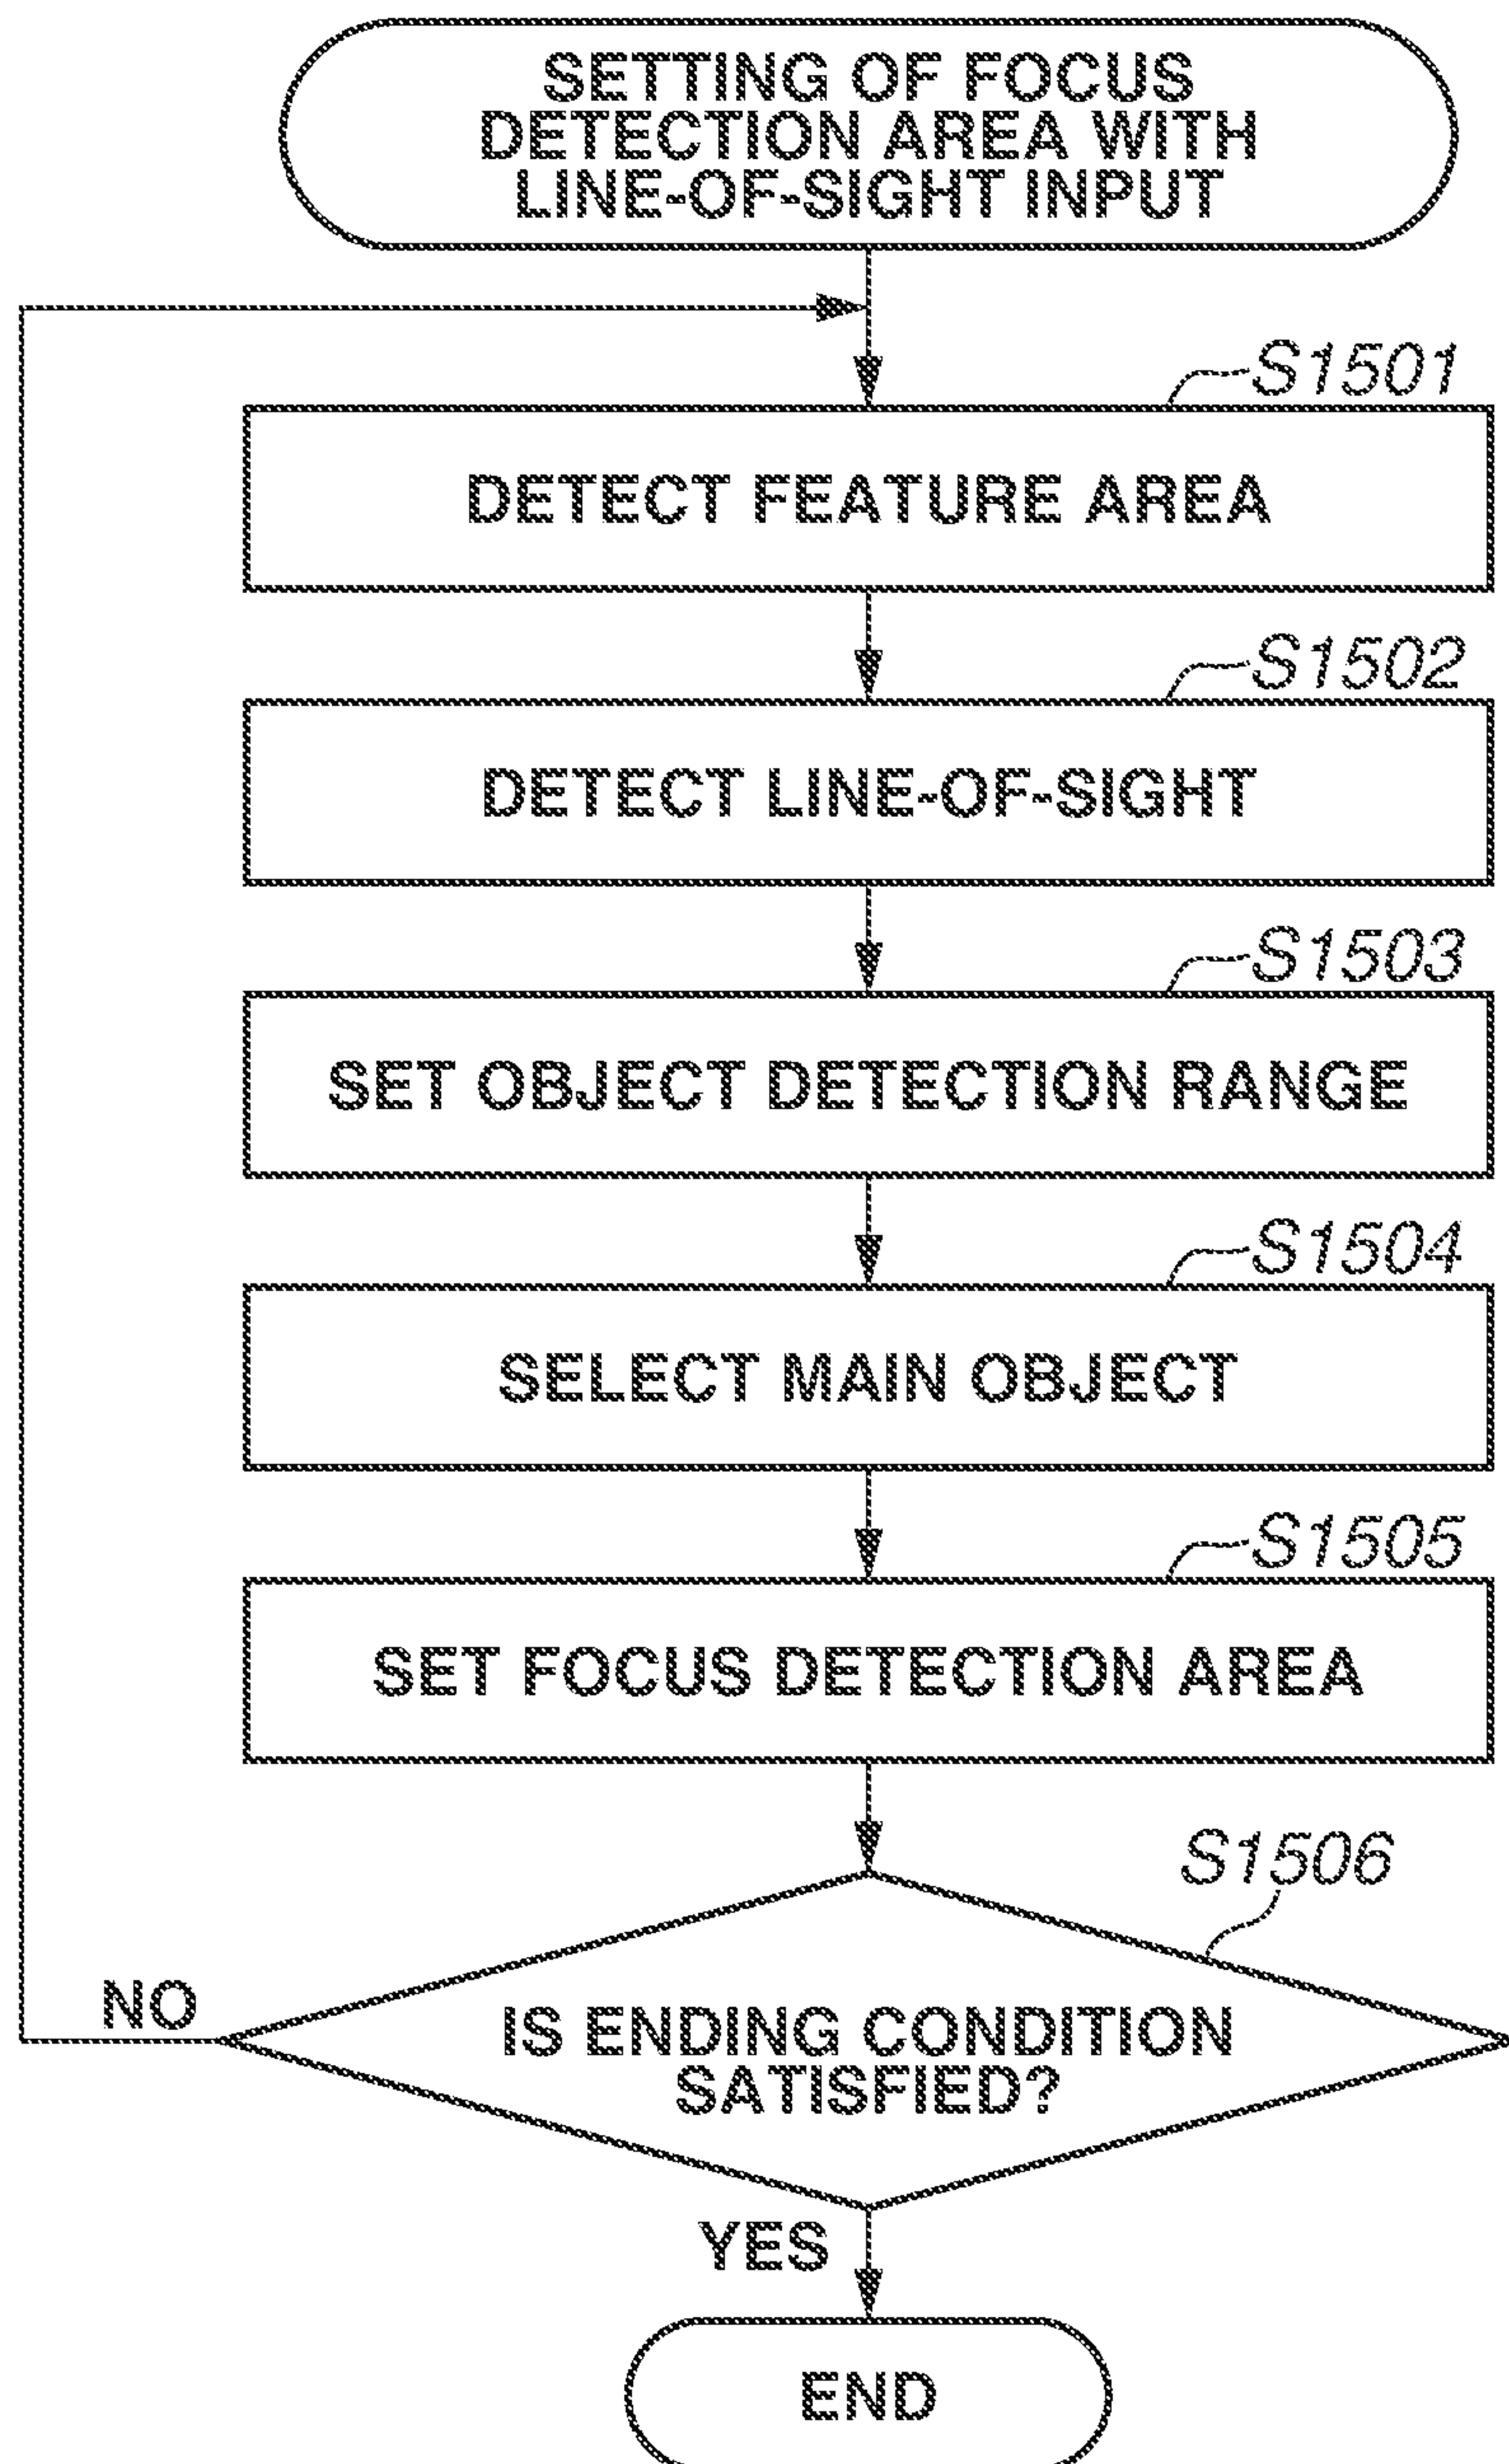 SETTING OF FOCUS
DETECTION AREA WITH
LINE-OF-SIGHT INPUT
S1501
DETECT FEATURE AREA
S1502
DETECT LINE-OF-SIGHT
S1503
SET OBJECT DETECTION RANGE
S1504
SELECT MAIN OBJECT
S1505
SET FOCUS DETECTION AREA
S1506
NO
IS ENDING CONDITION
SATISFIED?
YES
END